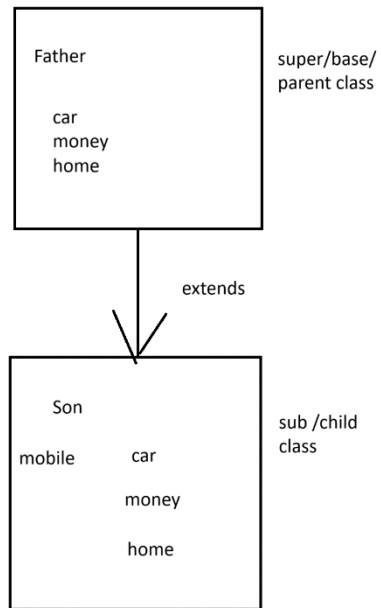 Father
super/base/
parent class
car
money
home
extends
Son
sub /child
class
mobile
car
money
home